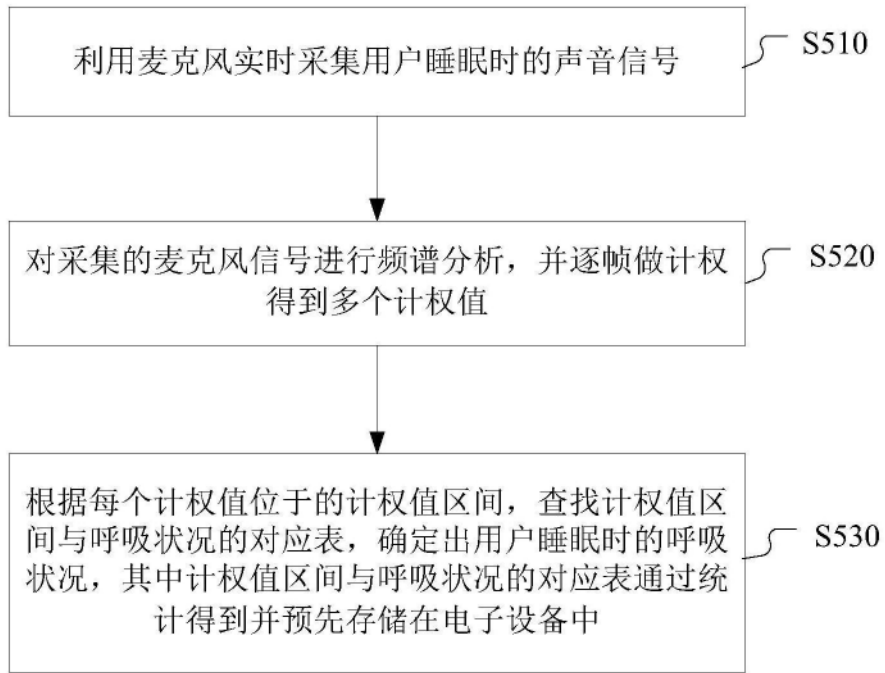 利用麦克风实时采集用户睡眠时的声音信号
S510
对采集的麦克风信号进行频谱分析，并逐帧做计权
得到多个计权值
S520
根据每个计权值位于的计权值区间，查找计权值区
间与呼吸状况的对应表，确定出用户睡眠时的呼吸
状况，其中计权值区间与呼吸状况的对应表通过统
计得到并预先存储在电子设备中
S530